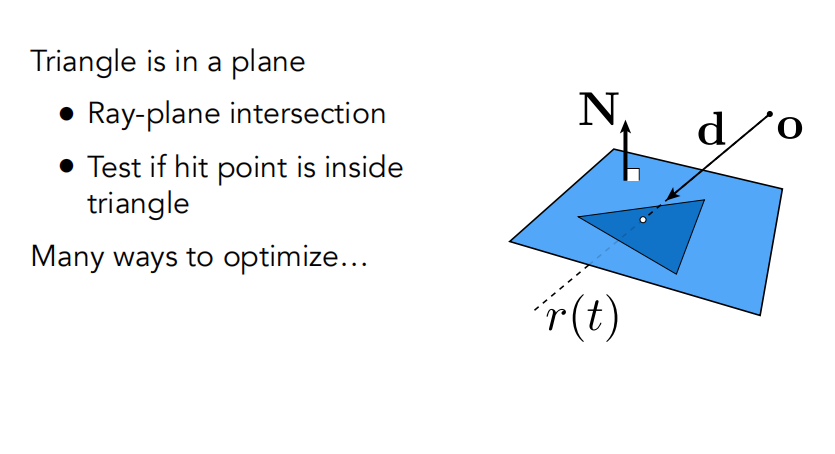 Triangle is in a plane
• Ray-plane intersection
• Test if hit point is inside
triangle
Many ways to optimize…
N
d
o
r(t)